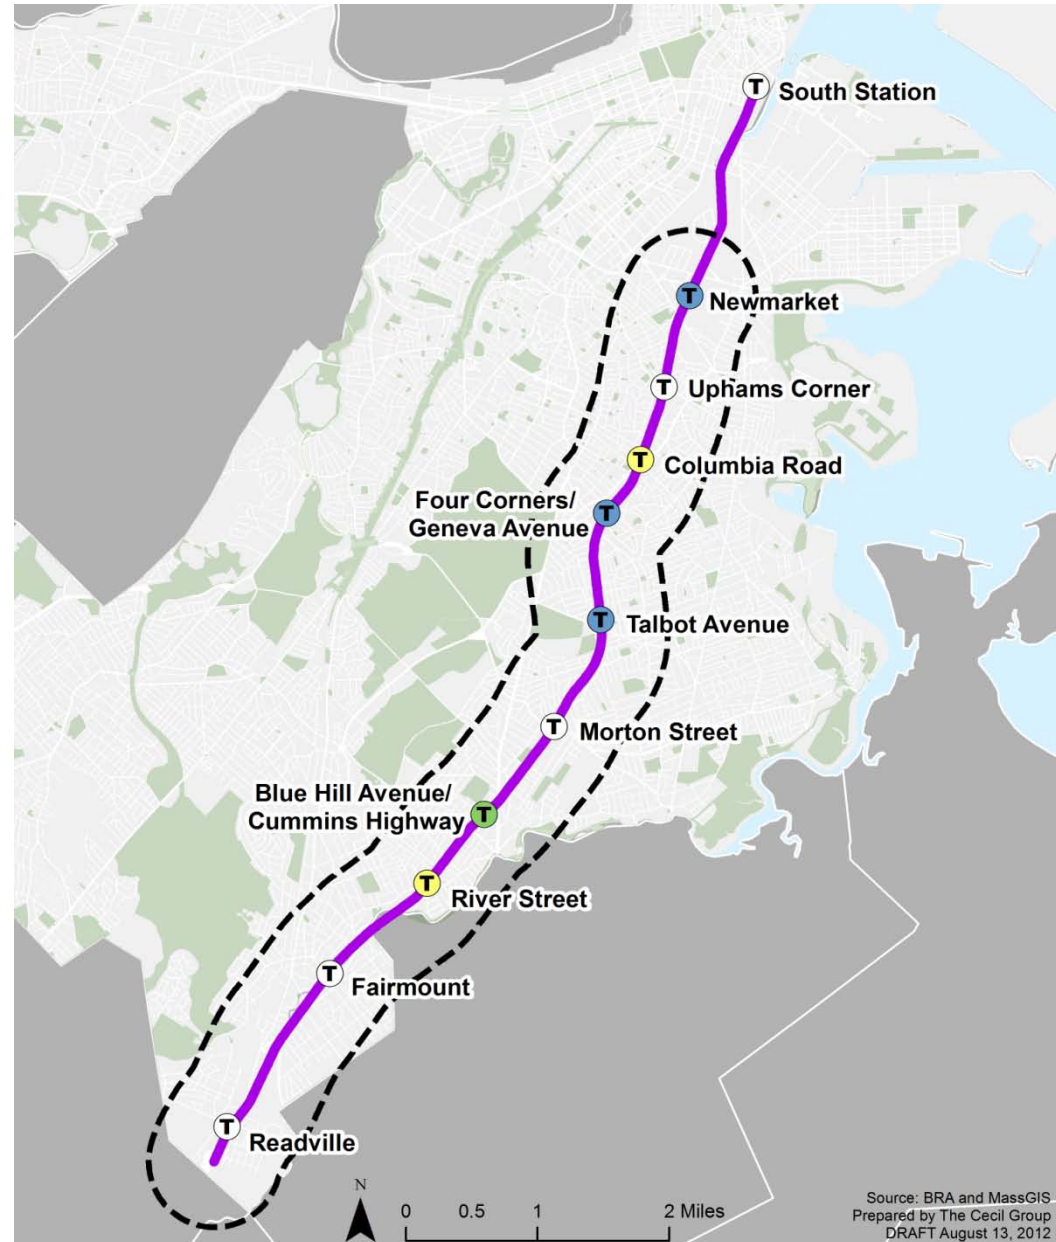 T
South Station
T
Newmarket
T
Uphams Corner
T
Columbia Road
Four Corners/
Geneva Avenue
T
T
Talbot Avenue
T
Morton Street
Blue Hill Avenue/
Cummins Highway
T
T
River Street
T
Fairmount
T
Readville
N
0 0.5 1 2 Miles
Source: BRA and MassGIS
Prepared by The Cecil Group
DRAFT August 13, 2012